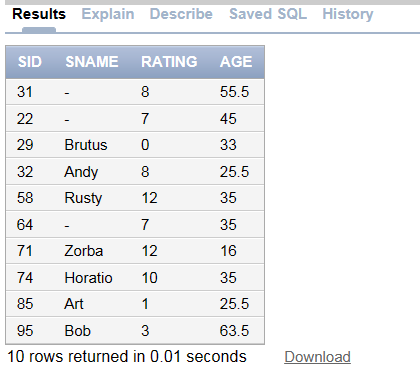 Results Explain Describe Saved SQL History
SID SNAME RATING AGE
31 - 8 55.5
22 - 7 45
29 Brutus 0 33
32 Andy 8 25.5
58 Rusty 12 35
64 - 7 35
71 Zorba 12 16
74 Horatio 10 35
85 Art 1 25.5
95 Bob 3 63.5
10 rows returned in 0.01 seconds Download